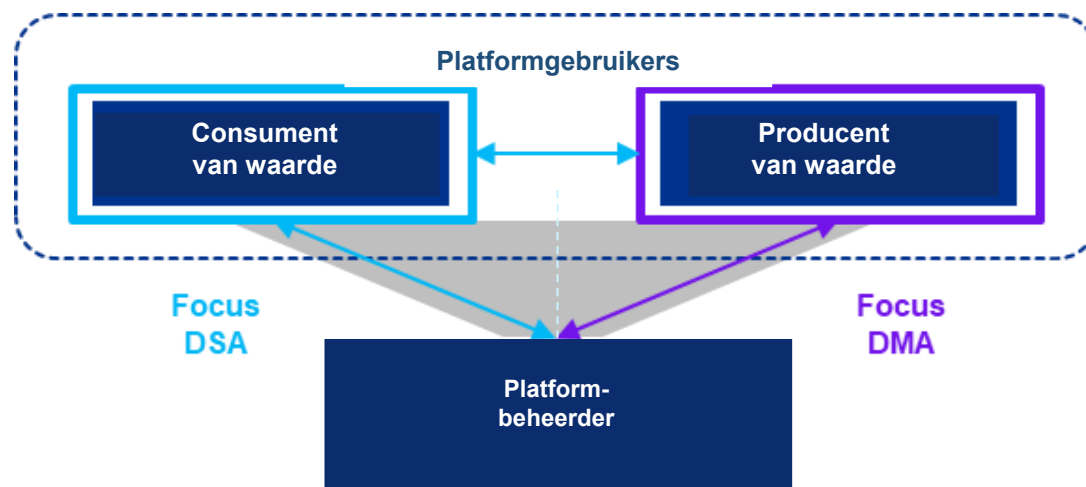 Platformgebruikers
Consument
van waarde
Producent
van waarde
Focus
DSA
Focus
DMA
Platform-
beheerder